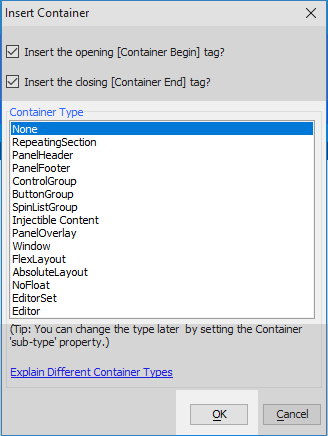 Insert Container
Insert the opening [Container Begin] tag?
Insert the closing [Container End] tag?
Container Type
None
RepeatingSection
PanelHeader
PanelFooter
ControlGroup
ButtonGroup
SpinListGroup
Injectible Content
PanelOverlay
Window
FlexLayout
AbsoluteLayout
NoFloat
EditorSet
Editor
(Tip: You can change the type later by setting the Container
'sub-type' property.)
Explain Different Container Types
OK Cancel